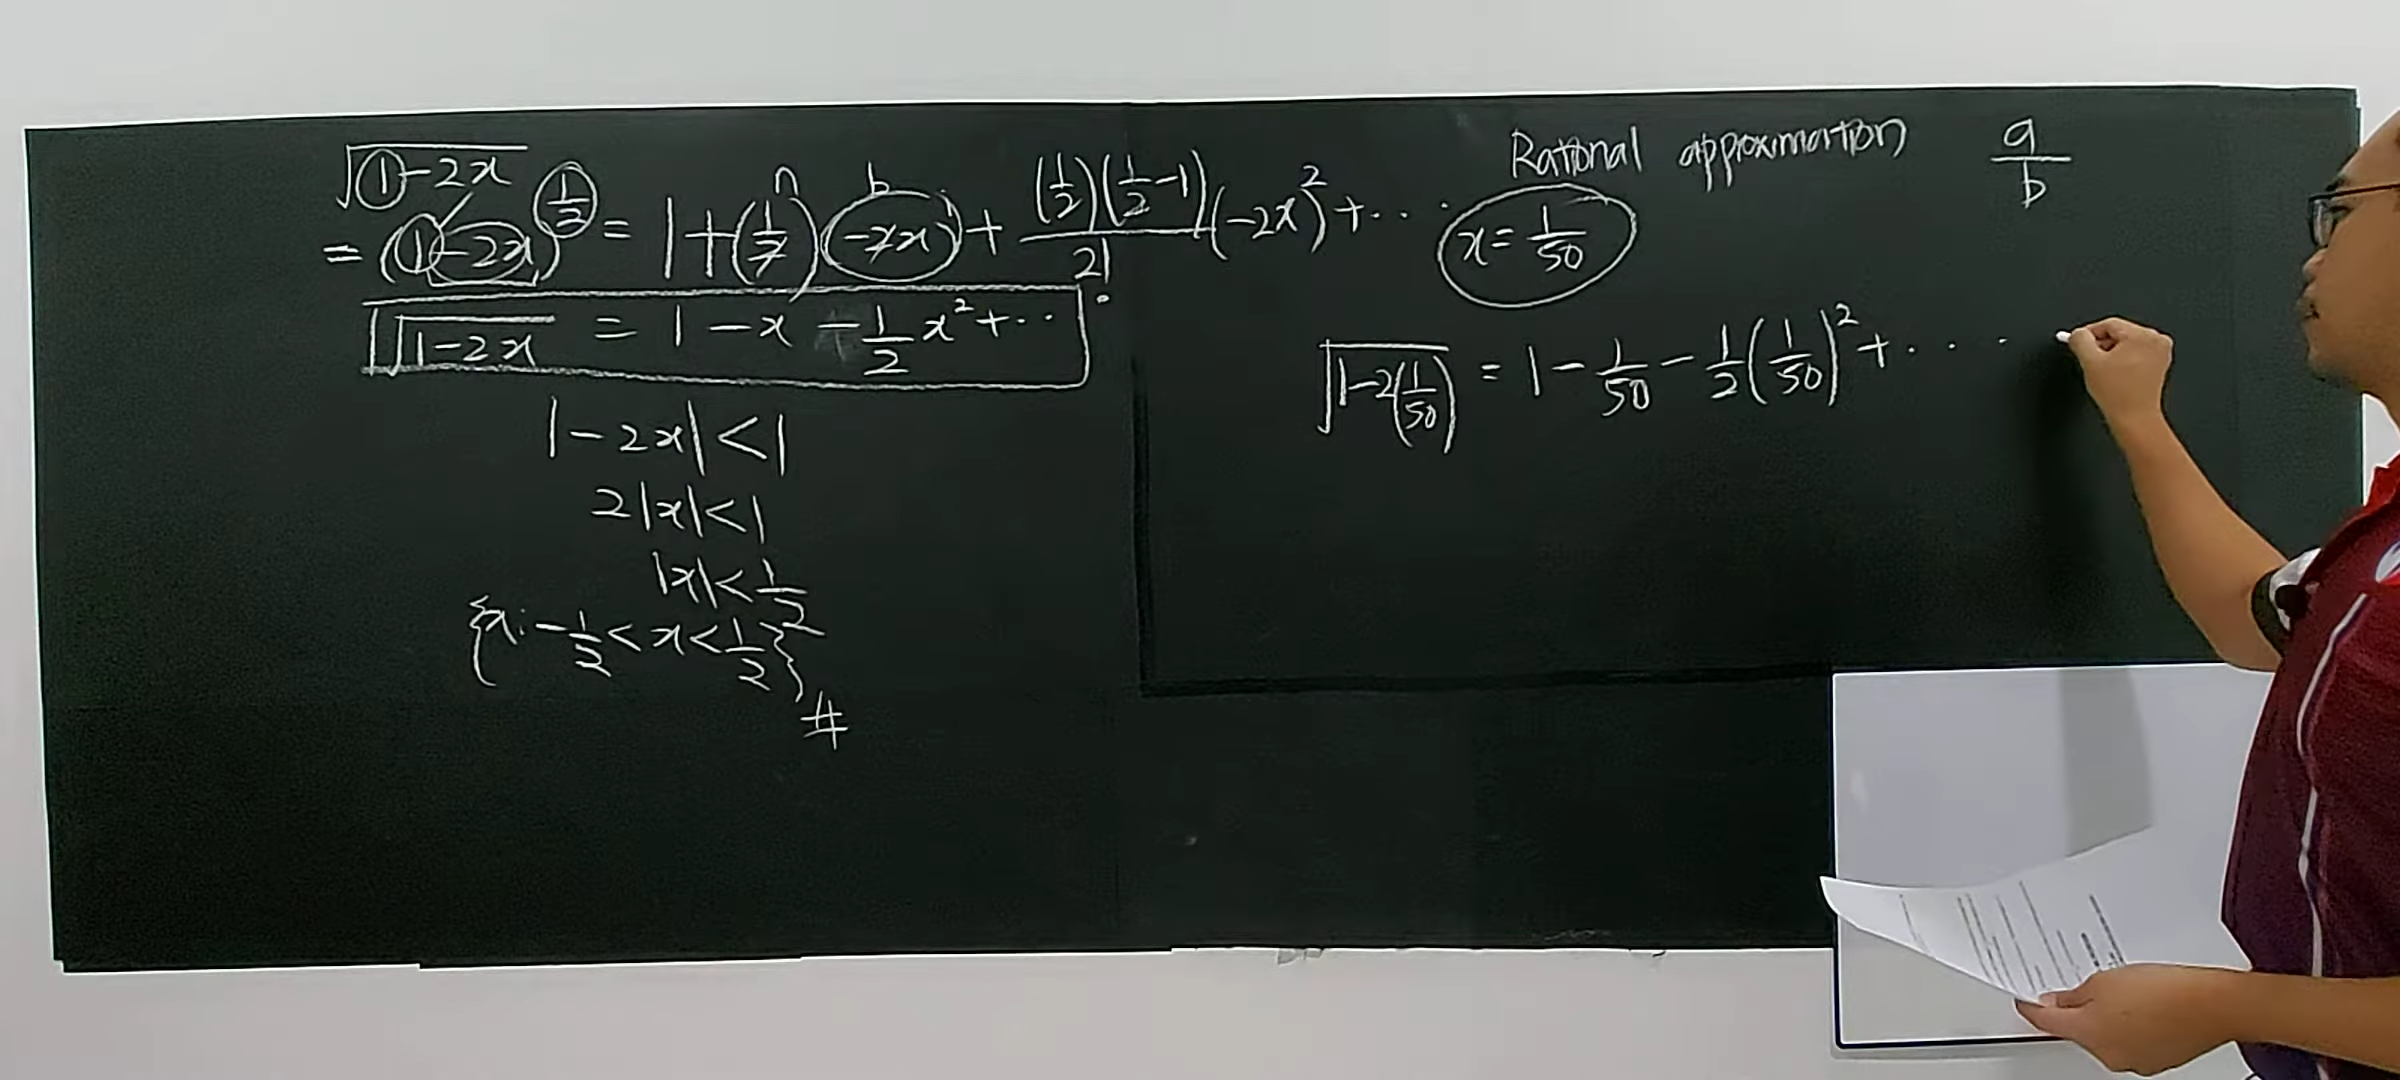 √(1-2x)
= (1-2x)^(1/2) = 1+(1/2)(-2x)+ (1/2)(1/2-1)/2! (-2x)^2+...
n b
√(1-2x) = 1-x-1/2 x^2+..
|-2x|<1
2|x|<1
|x|<1/2
{x:-1/2<x<1/2}
#
Rational approximation a/b
x=1/50
√(1-2(1/50)) = 1-1/50-1/2(1/50)^2+....